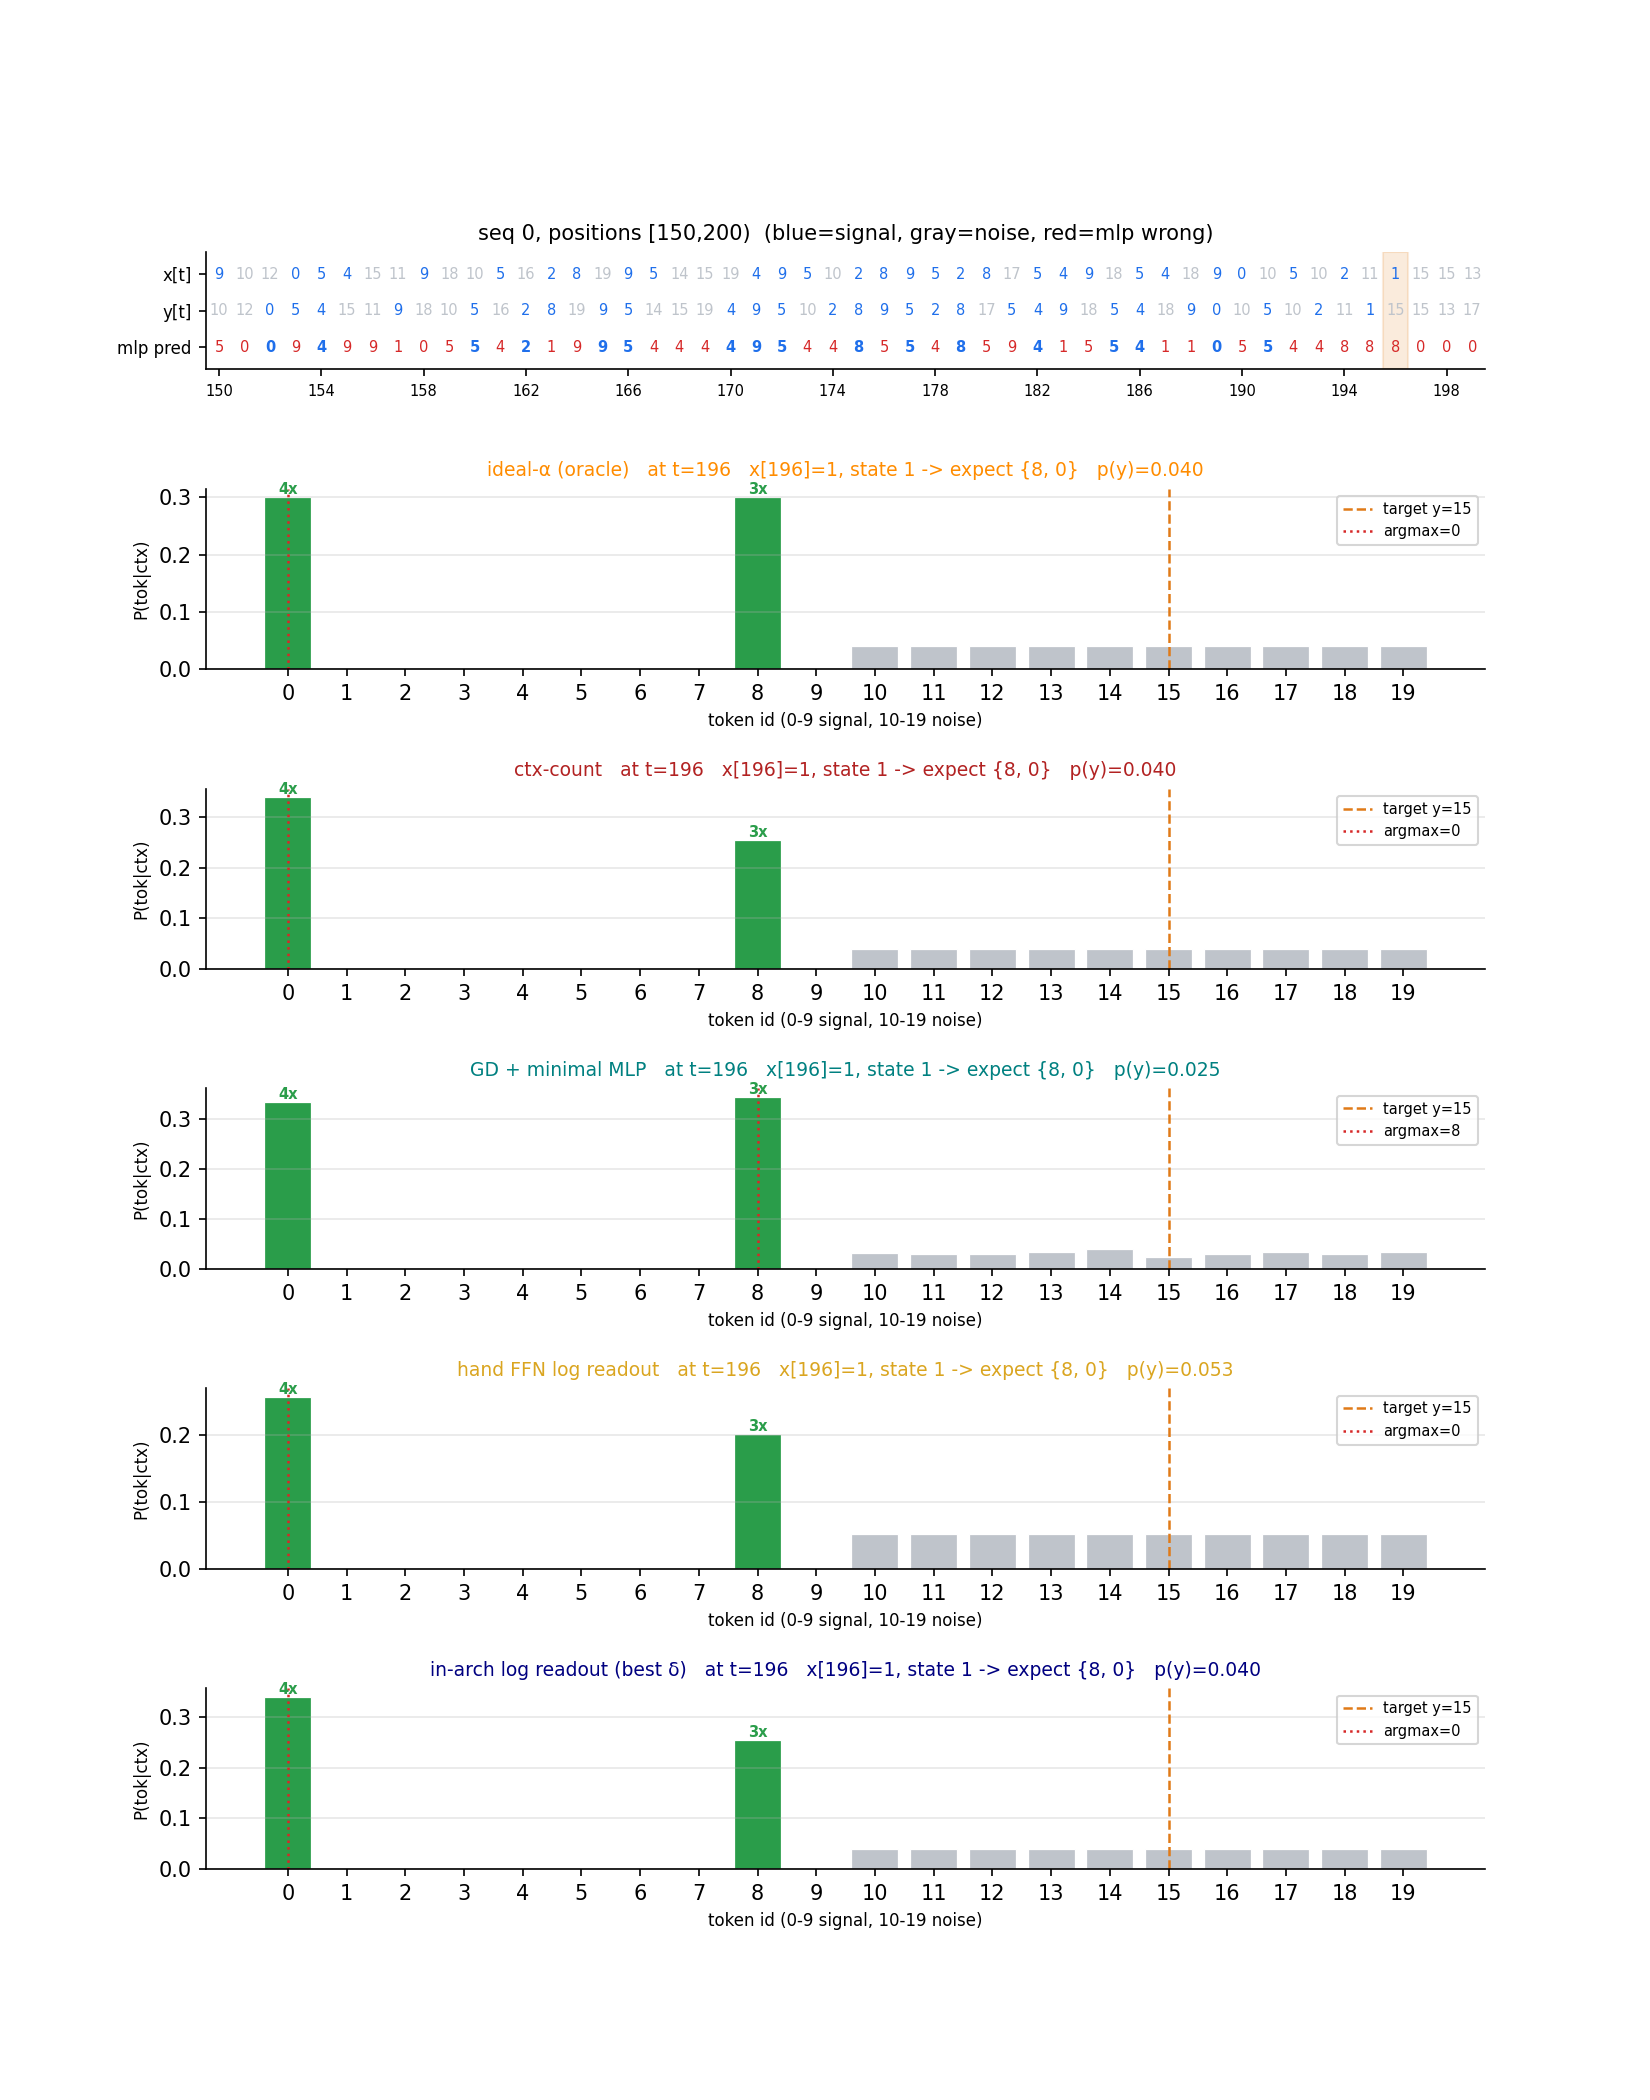 seq 0, positions [150,200)  (blue=signal, gray=noise, red=mlp wrong)
x[t] 9 10 12 0 5 4 15 11 9 18 10 5 16 2 8 19 9 5 14 15 19 4 9 5 10 2 8 9 5 2 8 17 5 4 9 18 5 4 18 9 0 10 5 10 2 11 1 15 15 13
y[t] 10 12 0 5 4 15 11 9 18 10 5 16 2 8 19 9 5 14 15 19 4 9 5 10 2 8 9 5 2 8 17 5 4 9 18 5 4 18 9 0 10 5 10 2 11 1 15 15 13 17
mlp pred 5 0 0 9 4 9 9 1 0 5 5 4 2 1 9 9 5 4 4 4 4 9 5 4 4 8 5 5 4 8 5 9 4 1 5 5 4 1 1 0 5 5 4 4 8 8 8 0 0 0
150 154 158 162 166 170 174 178 182 186 190 194 198
ideal-α (oracle)   at t=196   x[196]=1, state 1 -> expect {8, 0}   p(y)=0.040
4x 3x
target y=15
argmax=0
P(tok|ctx)
0.3
0.2
0.1
0.0
0 1 2 3 4 5 6 7 8 9 10 11 12 13 14 15 16 17 18 19
token id (0-9 signal, 10-19 noise)
ctx-count   at t=196   x[196]=1, state 1 -> expect {8, 0}   p(y)=0.040
4x 3x
target y=15
argmax=0
P(tok|ctx)
0.3
0.2
0.1
0.0
0 1 2 3 4 5 6 7 8 9 10 11 12 13 14 15 16 17 18 19
token id (0-9 signal, 10-19 noise)
GD + minimal MLP   at t=196   x[196]=1, state 1 -> expect {8, 0}   p(y)=0.025
4x 3x
target y=15
argmax=8
P(tok|ctx)
0.3
0.2
0.1
0.0
0 1 2 3 4 5 6 7 8 9 10 11 12 13 14 15 16 17 18 19
token id (0-9 signal, 10-19 noise)
hand FFN log readout   at t=196   x[196]=1, state 1 -> expect {8, 0}   p(y)=0.053
4x 3x
target y=15
argmax=0
P(tok|ctx)
0.2
0.1
0.0
0 1 2 3 4 5 6 7 8 9 10 11 12 13 14 15 16 17 18 19
token id (0-9 signal, 10-19 noise)
in-arch log readout (best δ)   at t=196   x[196]=1, state 1 -> expect {8, 0}   p(y)=0.040
4x 3x
target y=15
argmax=0
P(tok|ctx)
0.3
0.2
0.1
0.0
0 1 2 3 4 5 6 7 8 9 10 11 12 13 14 15 16 17 18 19
token id (0-9 signal, 10-19 noise)